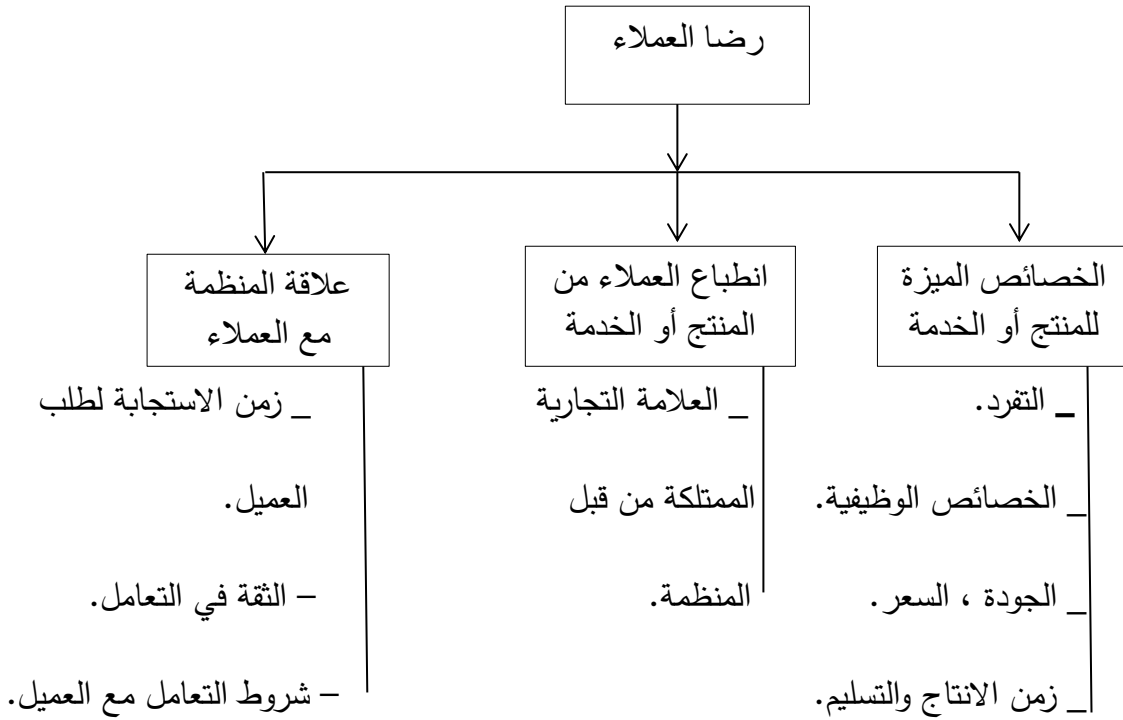 رضا العملاء
الخصائص الميزة
للمنتج أو الخدمة
_ التفرد.
_ الخصائص الوظيفية.
_ الجودة ، السعر.
_ زمن الانتاج والتسليم.
انطباع العملاء من
المنتج أو الخدمة
_ العلامة التجارية
الممتلكة من قبل
المنظمة.
علاقة المنظمة
مع العملاء
_ زمن الاستجابة لطلب
العميل.
– الثقة في التعامل.
– شروط التعامل مع العميل.